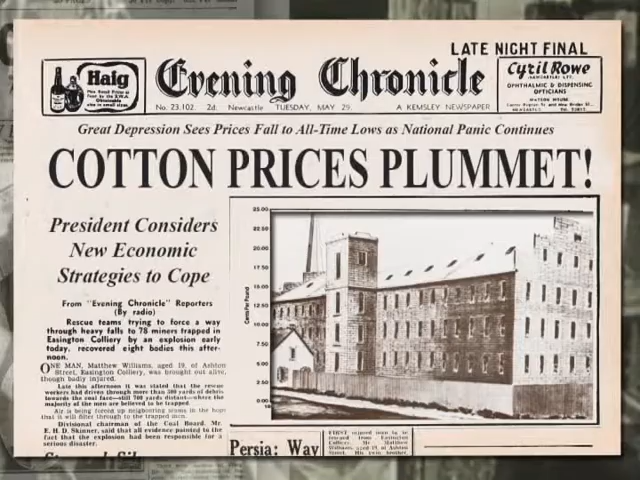 LATE NIGHT FINAL
Haig
Evening Chronicle
Cyril Rowe
OPHTHALMIC & DISPENSING
OPTICIANS
No. 23,102. 2d. Newcastle TUESDAY, MAY 29. A KEMSLEY NEWSPAPER
Great Depression Sees Prices Fall to All-Time Lows as National Panic Continues
COTTON PRICES PLUMMET!
President Considers
New Economic
Strategies to Cope
From "Evening Chronicle" Reporters
(By radio)
Rescue teams trying to force a way
through heavy falls to 78 miners trapped in
Easington Colliery by an explosion early
today, recovered eight bodies this after-
noon.
ONE MAN, Matthew Williams, aged 19, of Ashton
Street, Easington Colliery, was brought out alive,
though badly injured.
Late this afternoon it was stated that the rescue
workers had driven through more than 300 yards of debris
towards the coal face—still 700 yards distant—where the
majority of the men are believed to be trapped.
Air is being forced up neighbouring seams in the hope
that it will filter through to the trapped men.
Divisional chairman of the Coal Board, Mr.
E. H. D. Skinner, said that all evidence pointed to the
fact that the explosion had been responsible for a
serious disaster.
25.00
22.50
20.00
17.50
15.00
12.50
10.00
7.50
5.00
2.50
0.00
Cents Per Pound
Persia: Way